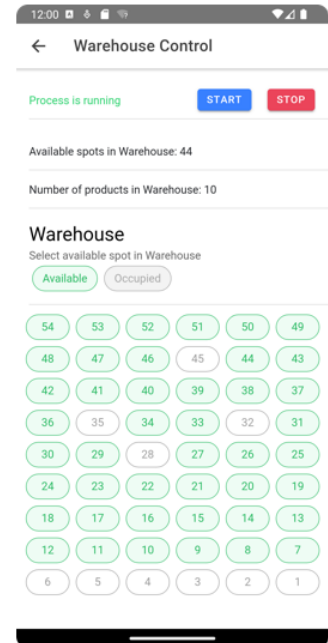 12:00
Warehouse Control
Process is running START STOP
Available spots in Warehouse: 44
Number of products in Warehouse: 10
Warehouse
Select available spot in Warehouse
Available Occupied
54 53 52 51 50 49
48 47 46 45 44 43
42 41 40 39 38 37
36 35 34 33 32 31
30 29 28 27 26 25
24 23 22 21 20 19
18 17 16 15 14 13
12 11 10 9 8 7
6 5 4 3 2 1